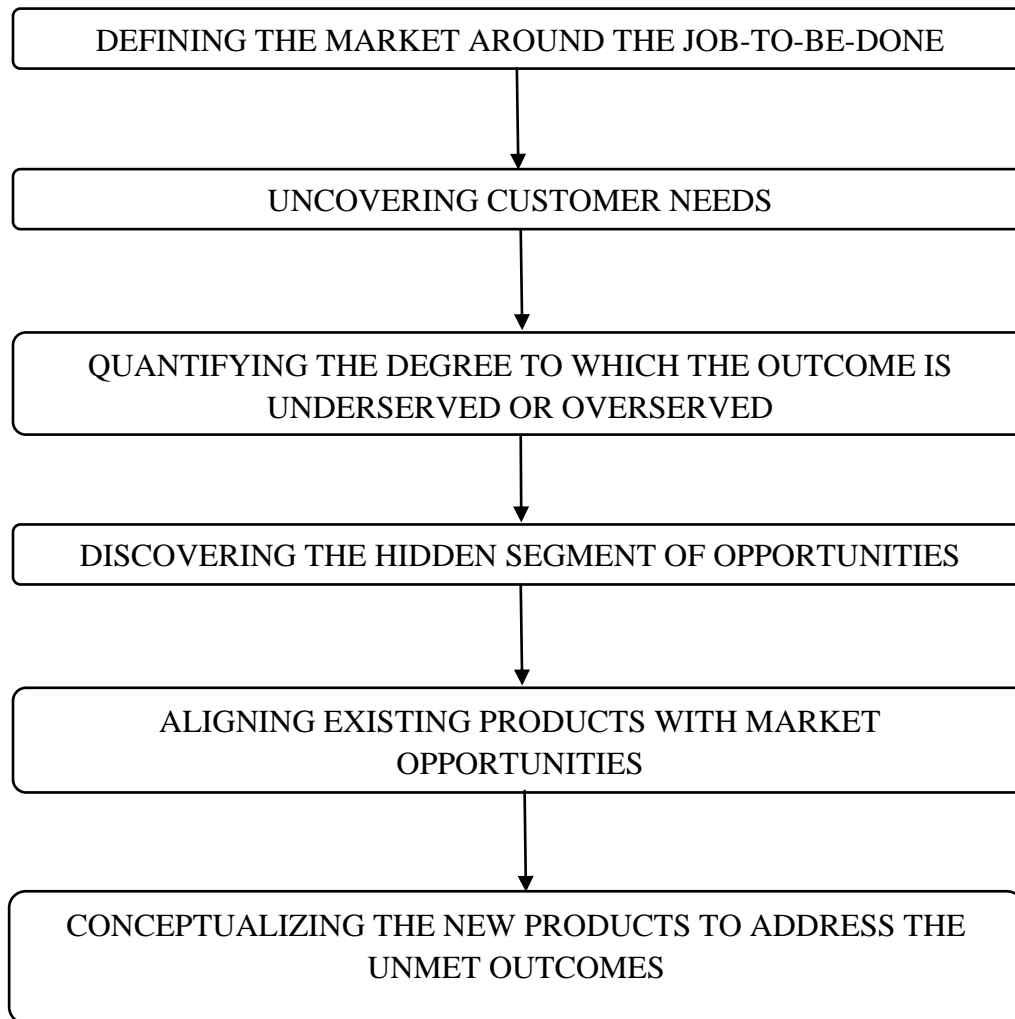 DEFINING THE MARKET AROUND THE JOB-TO-BE-DONE
UNCOVERING CUSTOMER NEEDS
QUANTIFYING THE DEGREE TO WHICH THE OUTCOME IS
UNDERSERVED OR OVERSERVED
DISCOVERING THE HIDDEN SEGMENT OF OPPORTUNITIES
ALIGNING EXISTING PRODUCTS WITH MARKET
OPPORTUNITIES
CONCEPTUALIZING THE NEW PRODUCTS TO ADDRESS THE
UNMET OUTCOMES